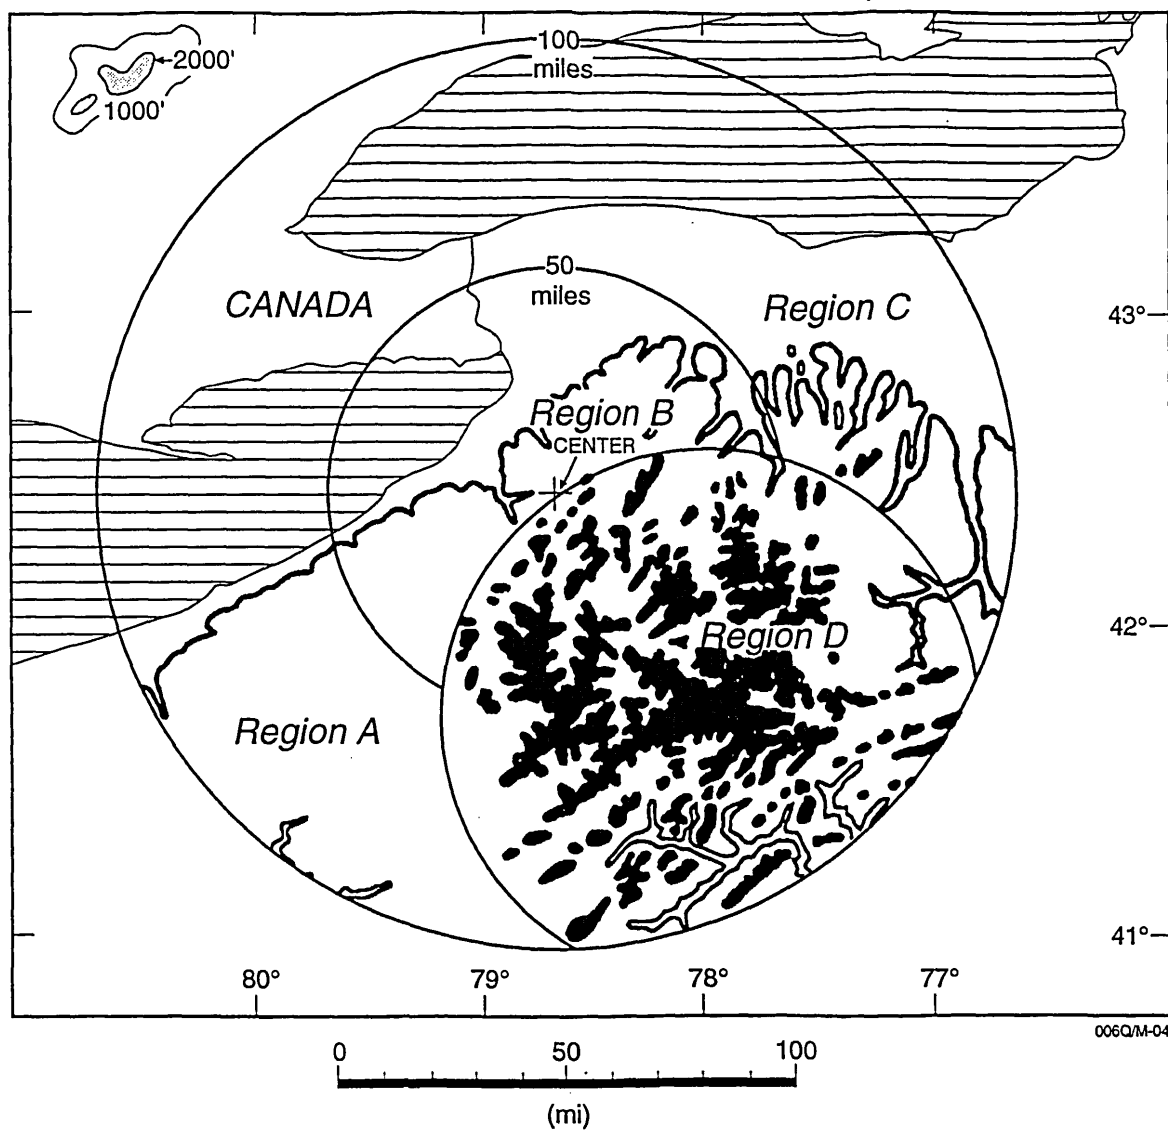 100
miles
2000'
1000'
50
miles
CANADA
Region C
43°
Region B
CENTER
42°
Region D
Region A
41°
80°
79°
78°
77°
006Q/M-04
0
50
100
(mi)